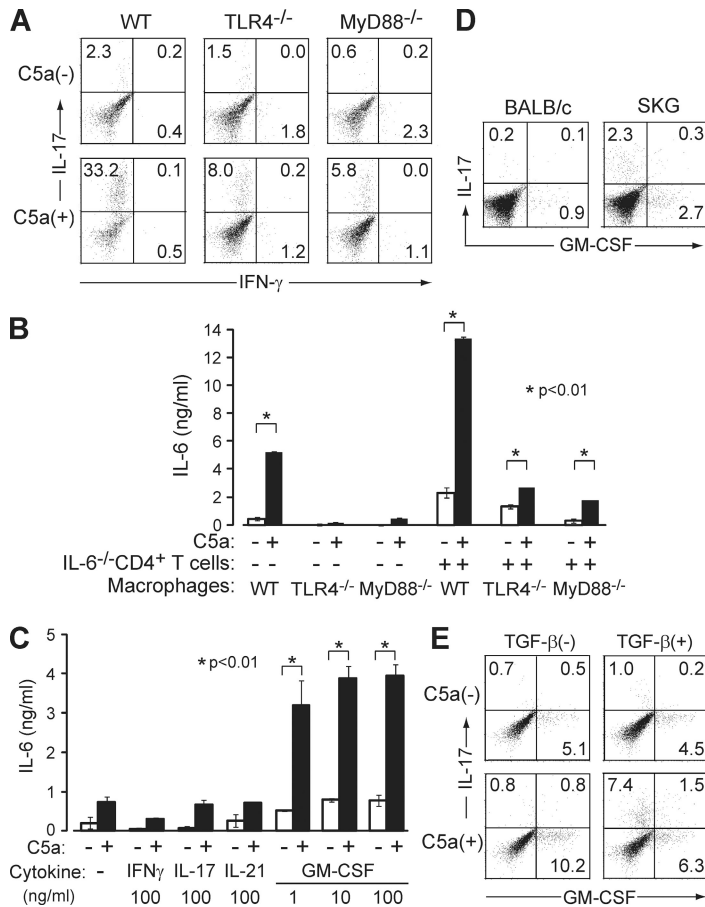 A
WT TLR4-/- MyD88-/-
C5a(-)
2.3 0.2
0.4
1.5 0.0
1.8
0.6 0.2
2.3
IL-17
C5a(+)
33.2 0.1
0.5
8.0 0.2
1.2
5.8 0.0
1.1
IFN-γ
D
BALB/c SKG
IL-17
0.2 0.1
0.9
2.3 0.3
2.7
GM-CSF
B
IL-6 (ng/ml)
14
12
10
8
6
4
2
0
* * * *
* p<0.01
C5a: - + - + - + - + - + - +
IL-6-/-CD4+ T cells: - - - - - - + + + + + +
Macrophages: WT TLR4-/- MyD88-/- WT TLR4-/- MyD88-/-
C
IL-6 (ng/ml)
5
4
3
2
1
0
* p<0.01
* * *
C5a: - + - + - + - + - + - + - +
Cytokine: - IFNγ IL-17 IL-21 GM-CSF
(ng/ml) 100 100 100 1 10 100
E
TGF-β(-) TGF-β(+)
C5a(-)
0.7 0.5
5.1
1.0 0.2
4.5
IL-17
C5a(+)
0.8 0.8
10.2
7.4 1.5
6.3
GM-CSF